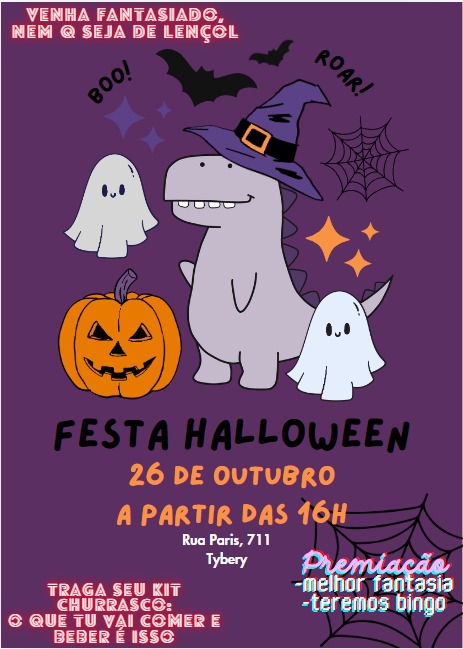 VENHA FANTASIADO,
NEM Q SEJA DE LENÇOL
BOO!
ROAR!
FESTA HALLOWEEN
26 DE OUTUBRO
A PARTIR DAS 16H
Rua Paris, 711
Tybery
Premiação
-melhor fantasia
-teremos bingo
TRAGA SEU KIT
CHURRASCO:
O QUE TU VAI COMER E
BEBER É ISSO